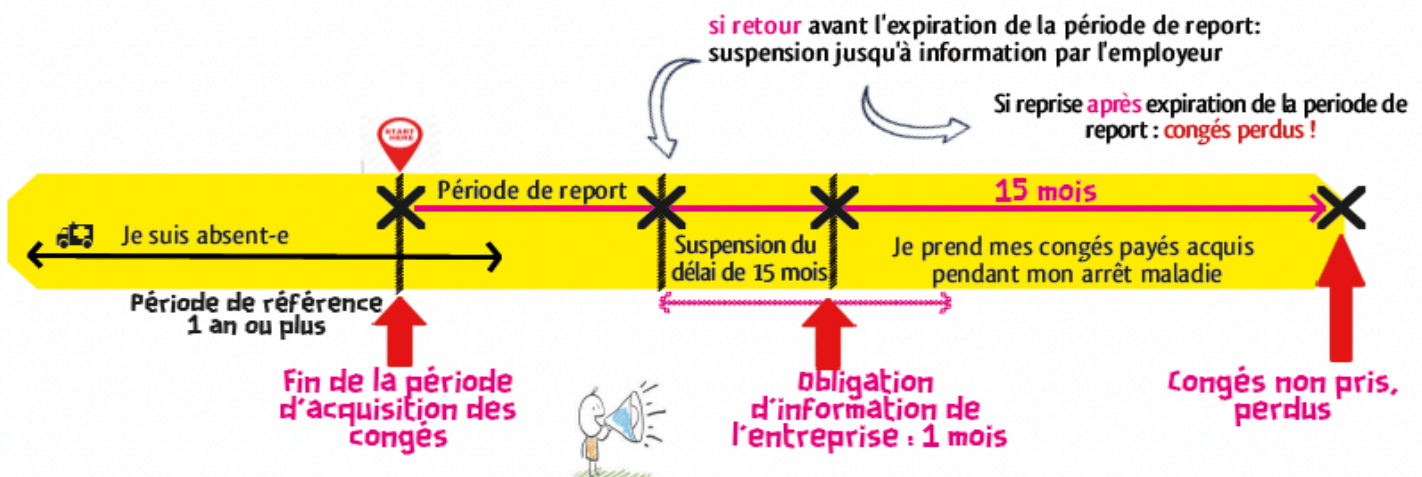 si retour avant l'expiration de la période de report:
suspension jusqu'à information par l'employeur
Si reprise après expiration de la periode de
report : congés perdus !
START
HERE
Période de report
15 mois
Je suis absent-e
Suspension du
délai de 15 mois
Je prend mes congés payés acquis
pendant mon arrêt maladie
Période de référence
1 an ou plus
Fin de la période
d'acquisition des
congés
Obligation
d'information de
l'entreprise : 1 mois
Congés non pris,
perdus